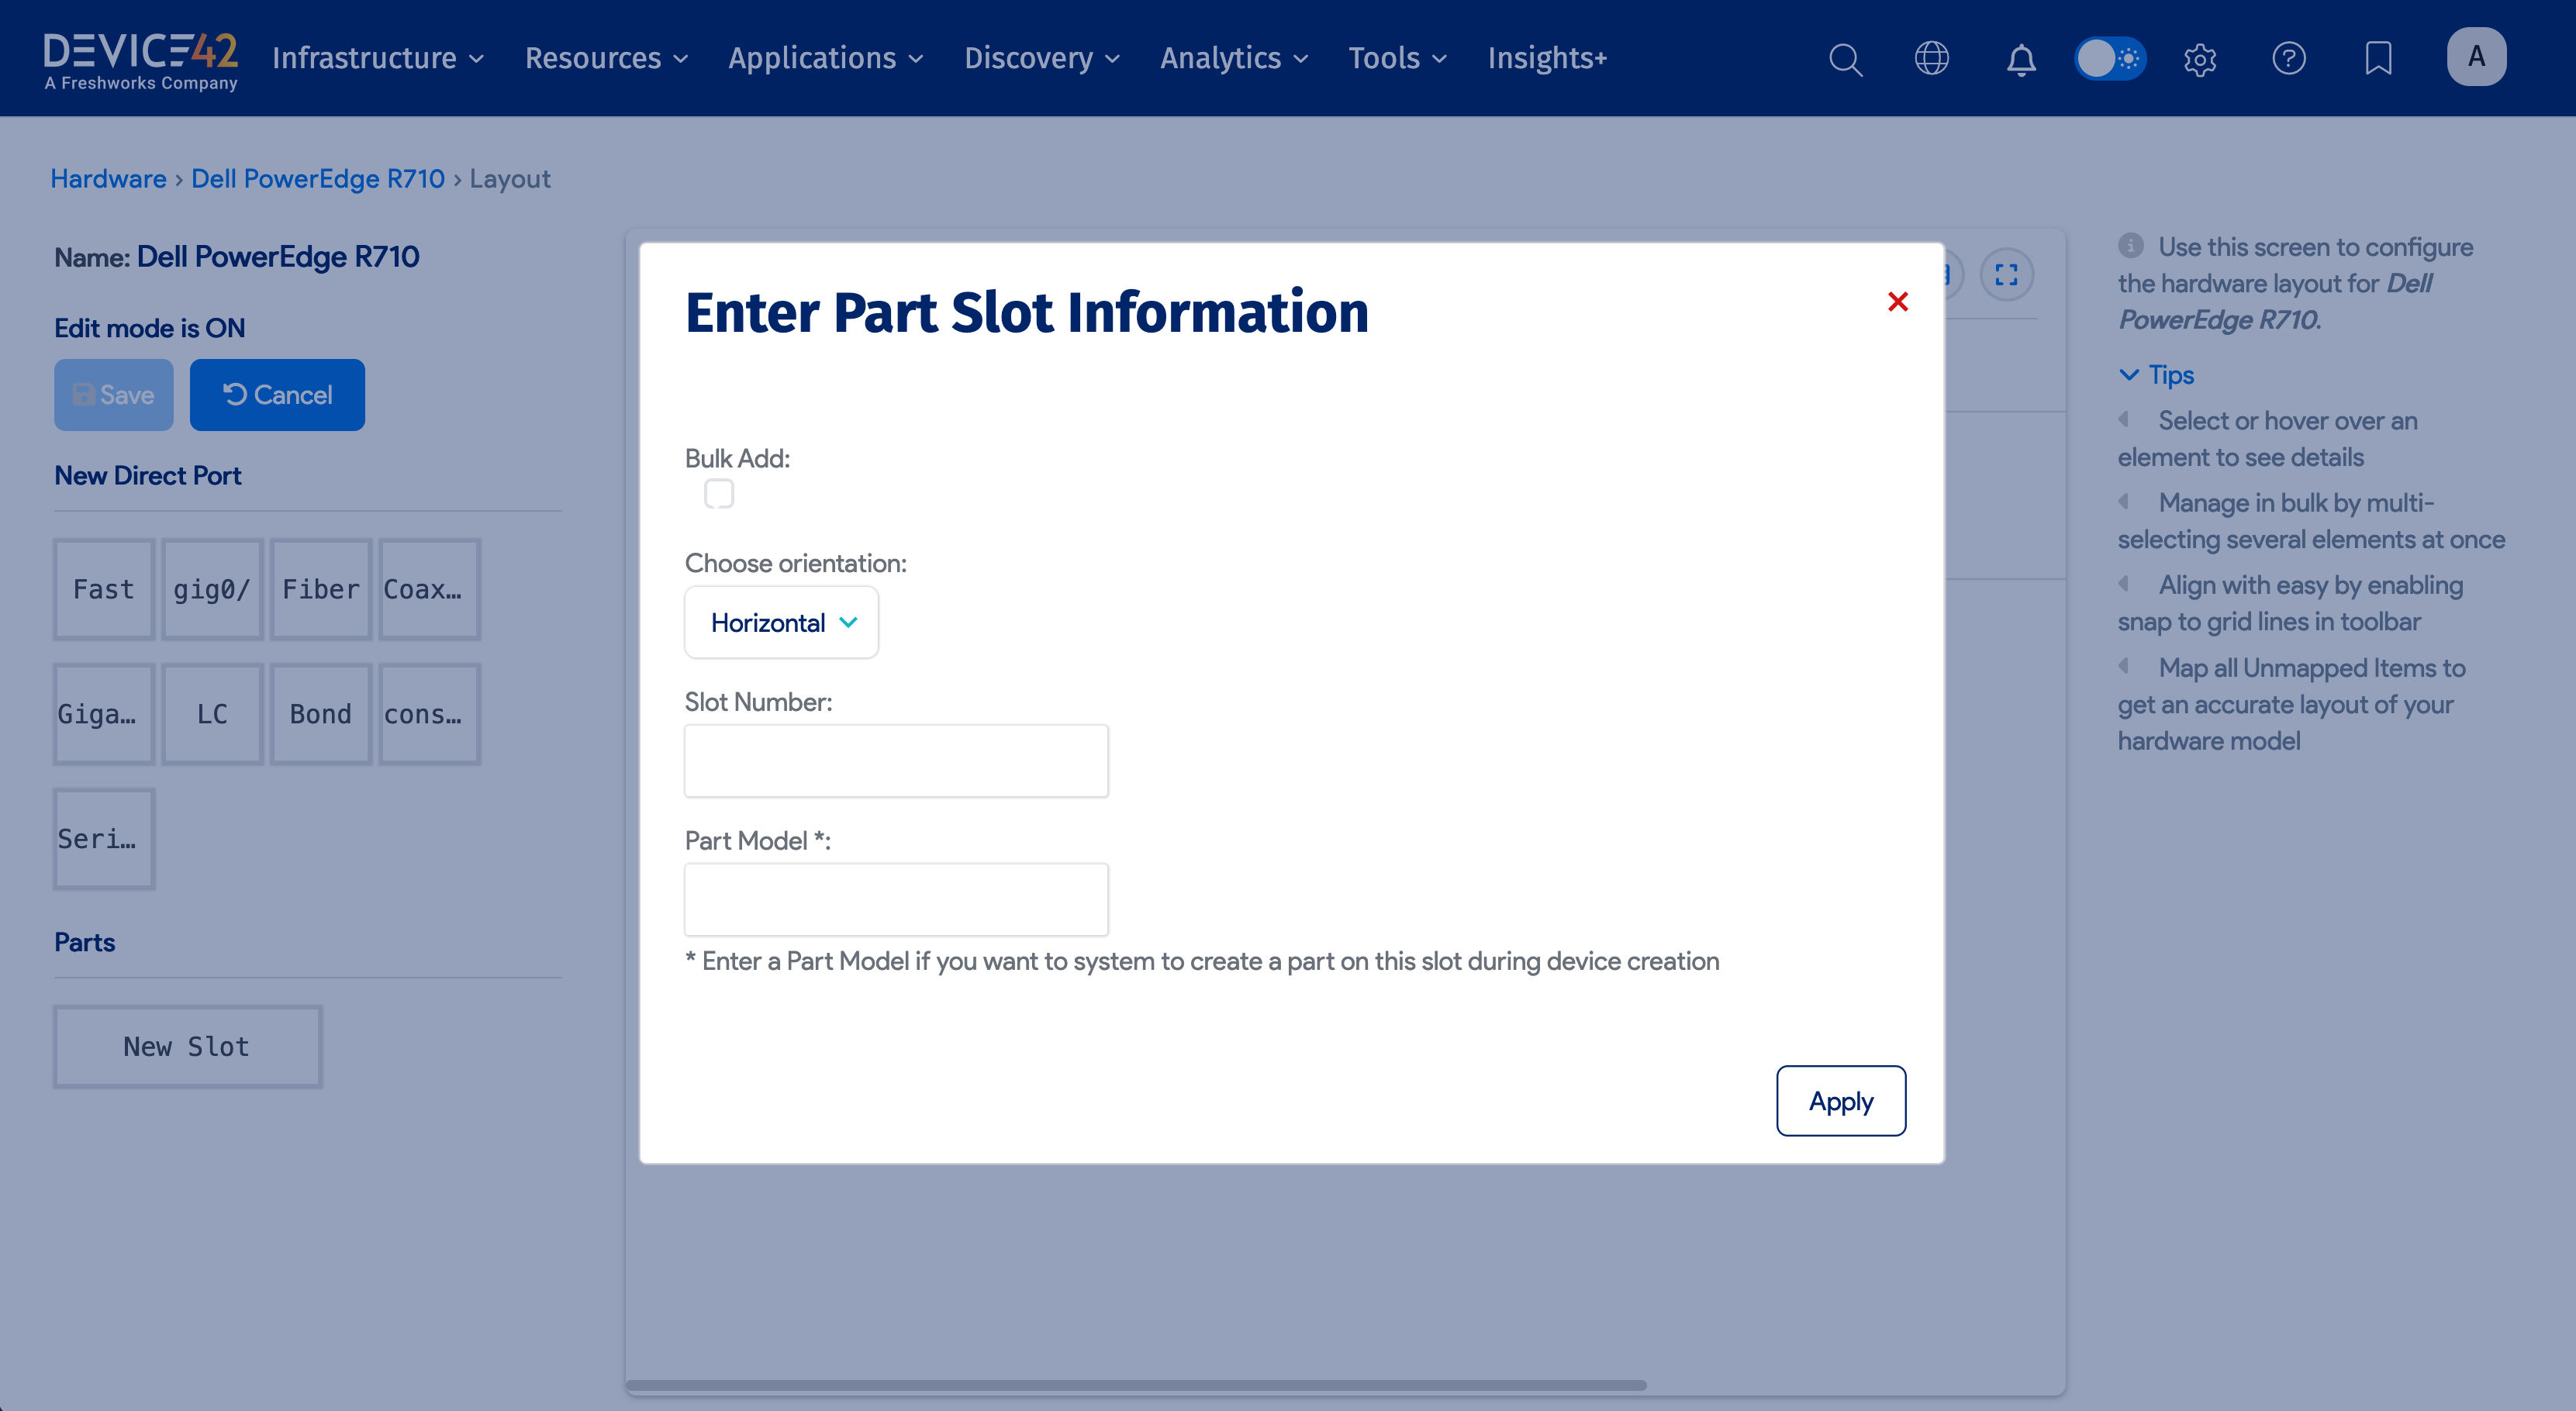 DEVICE42
A Freshworks Company
Infrastructure
Resources
Applications
Discovery
Analytics
Tools
Insights+
A
Hardware › Dell PowerEdge R710 › Layout
Name: Dell PowerEdge R710
Edit mode is ON
Save
Cancel
New Direct Port
Fast
gig0/
Fiber
Coax...
Giga...
LC
Bond
cons...
Seri...
Parts
New Slot
Enter Part Slot Information
Bulk Add:
Choose orientation:
Horizontal
Slot Number:
Part Model *:
* Enter a Part Model if you want to system to create a part on this slot during device creation
Apply
Use this screen to configure
the hardware layout for Dell
PowerEdge R710.
Tips
Select or hover over an
element to see details
Manage in bulk by multi-
selecting several elements at once
Align with easy by enabling
snap to grid lines in toolbar
Map all Unmapped Items to
get an accurate layout of your
hardware model